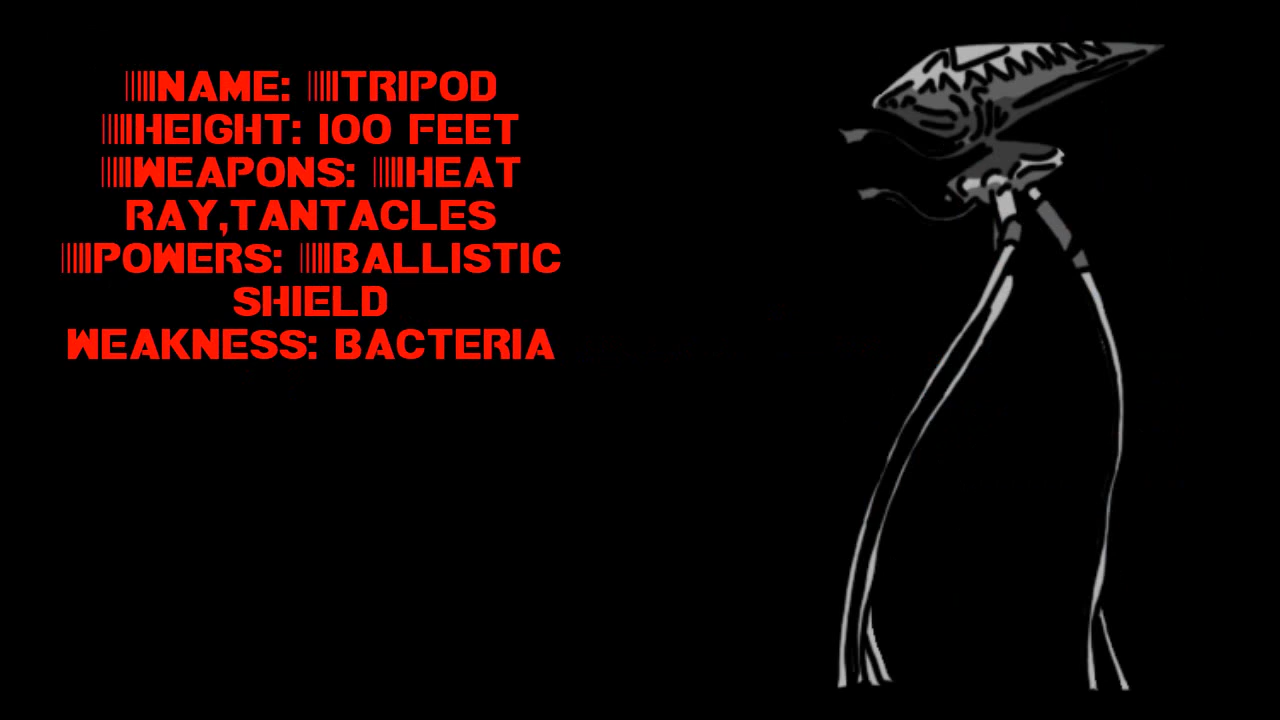 NAME: TRIPOD
HEIGHT: 100 FEET
WEAPONS: HEAT
RAY,TANTACLES
POWERS: BALLISTIC
SHIELD
WEAKNESS: BACTERIA